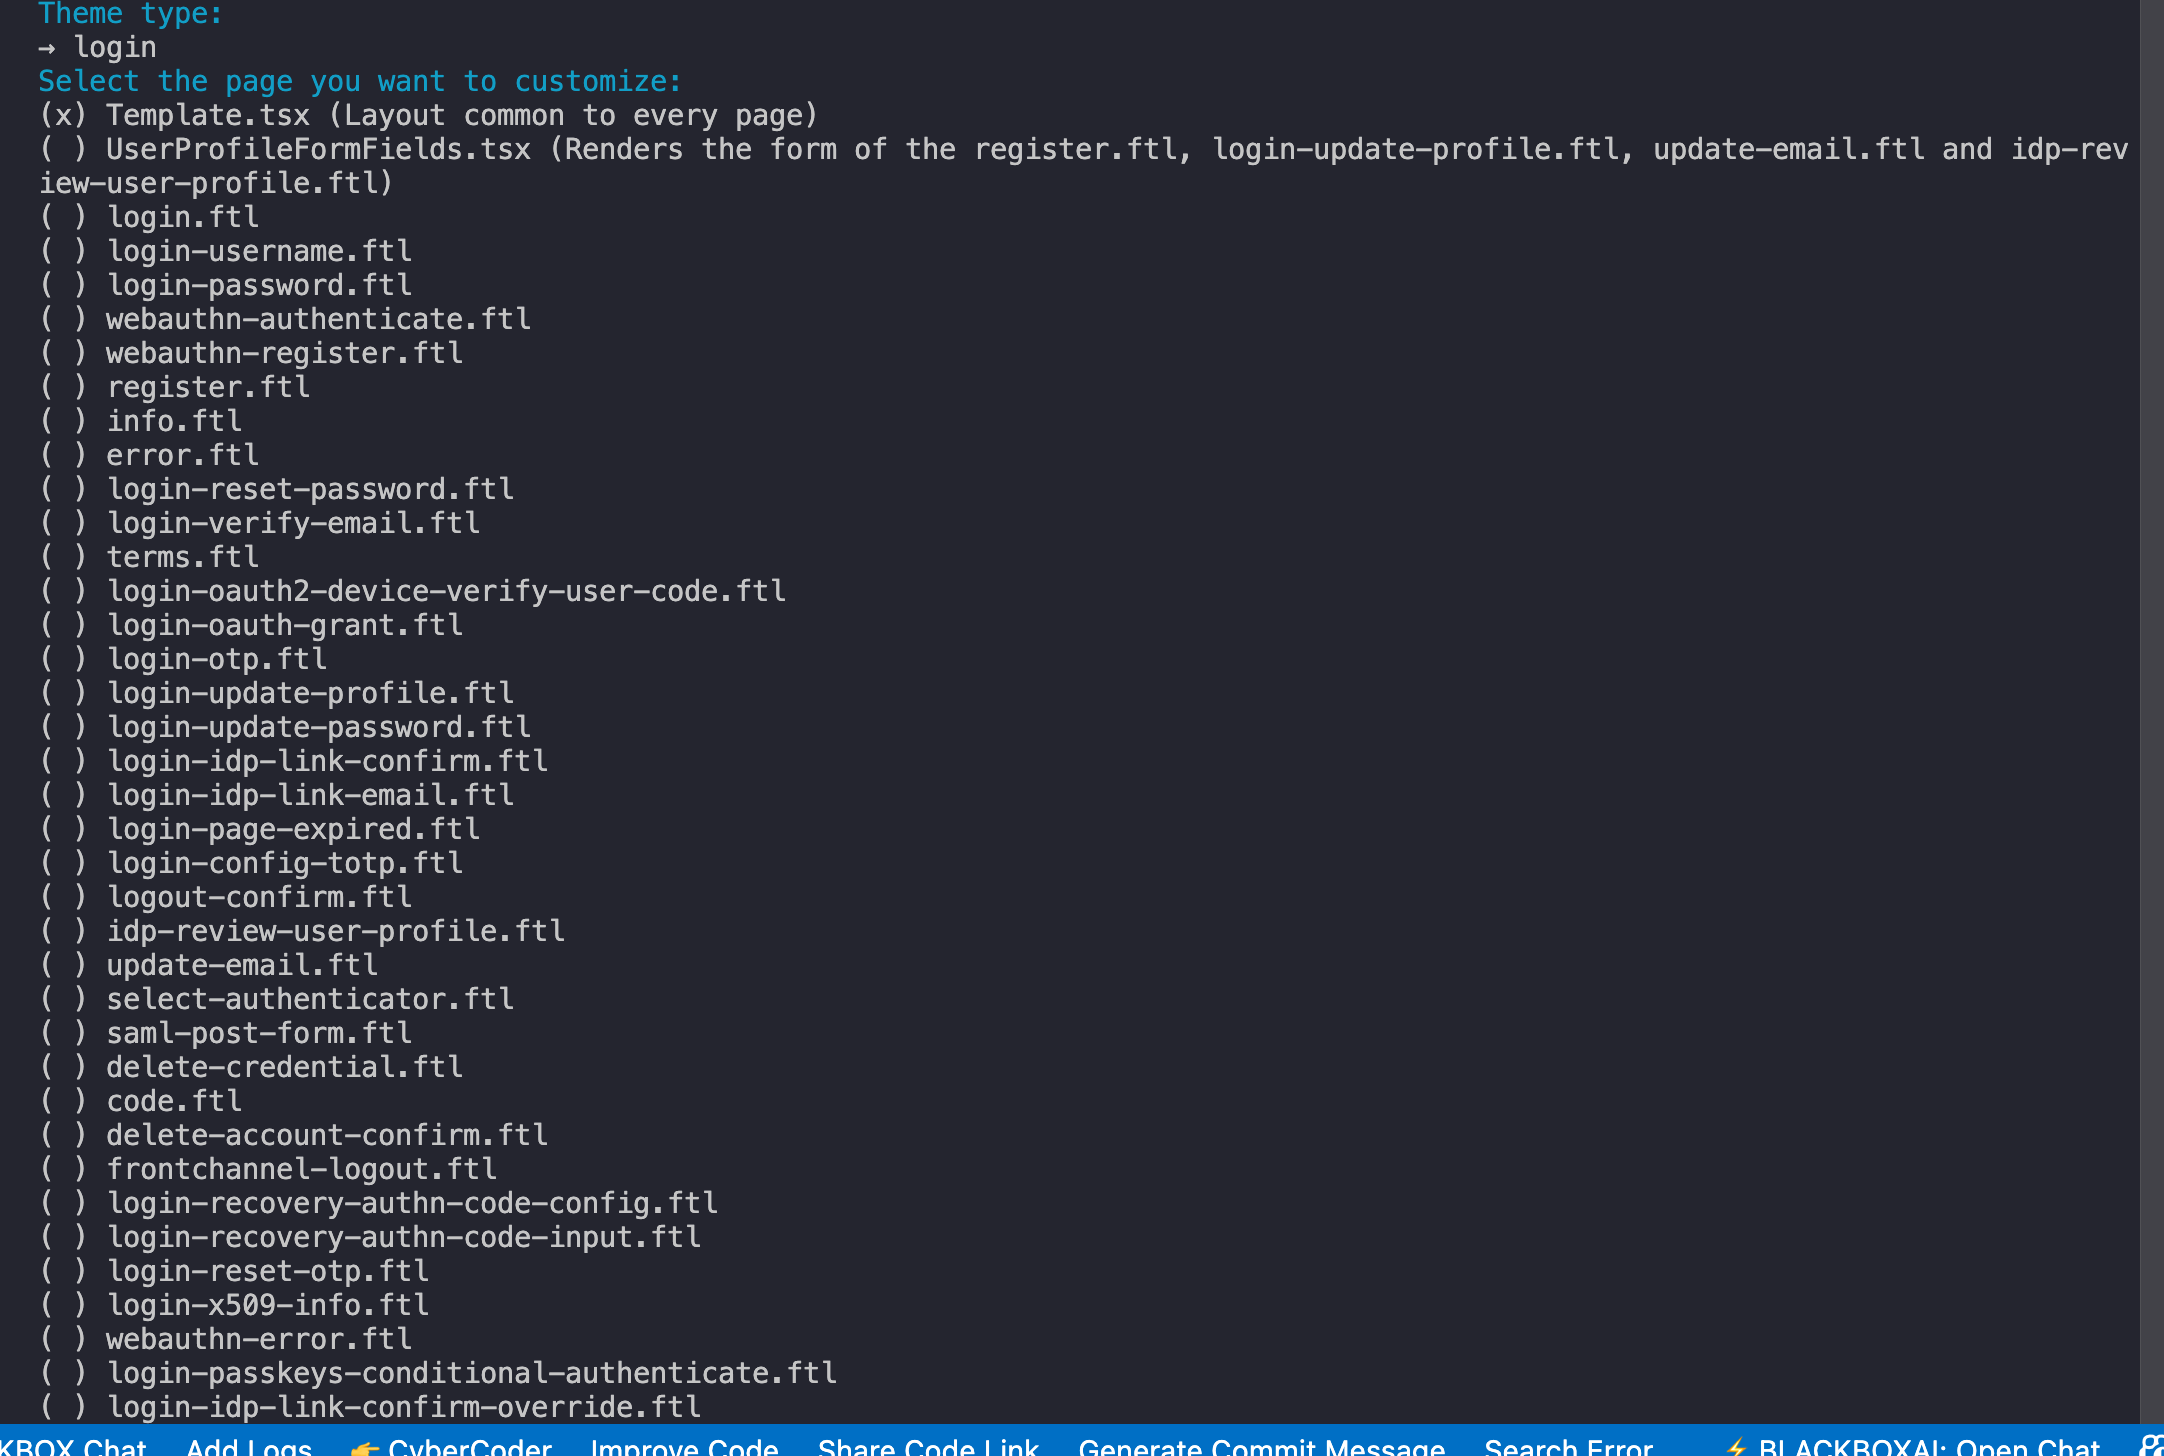 Theme type:
→ login
Select the page you want to customize:
(x) Template.tsx (Layout common to every page)
( ) UserProfileFormFields.tsx (Renders the form of the register.ftl, login-update-profile.ftl, update-email.ftl and idp-rev
iew-user-profile.ftl)
( ) login.ftl
( ) login-username.ftl
( ) login-password.ftl
( ) webauthn-authenticate.ftl
( ) webauthn-register.ftl
( ) register.ftl
( ) info.ftl
( ) error.ftl
( ) login-reset-password.ftl
( ) login-verify-email.ftl
( ) terms.ftl
( ) login-oauth2-device-verify-user-code.ftl
( ) login-oauth-grant.ftl
( ) login-otp.ftl
( ) login-update-profile.ftl
( ) login-update-password.ftl
( ) login-idp-link-confirm.ftl
( ) login-idp-link-email.ftl
( ) login-page-expired.ftl
( ) login-config-totp.ftl
( ) logout-confirm.ftl
( ) idp-review-user-profile.ftl
( ) update-email.ftl
( ) select-authenticator.ftl
( ) saml-post-form.ftl
( ) delete-credential.ftl
( ) code.ftl
( ) delete-account-confirm.ftl
( ) frontchannel-logout.ftl
( ) login-recovery-authn-code-config.ftl
( ) login-recovery-authn-code-input.ftl
( ) login-reset-otp.ftl
( ) login-x509-info.ftl
( ) webauthn-error.ftl
( ) login-passkeys-conditional-authenticate.ftl
( ) login-idp-link-confirm-override.ftl
KBOX Chat Add Logs 👉 CyberCoder Improve Code Share Code Link Generate Commit Message Search Error ⚡ BLACKBOXAI: Open Chat